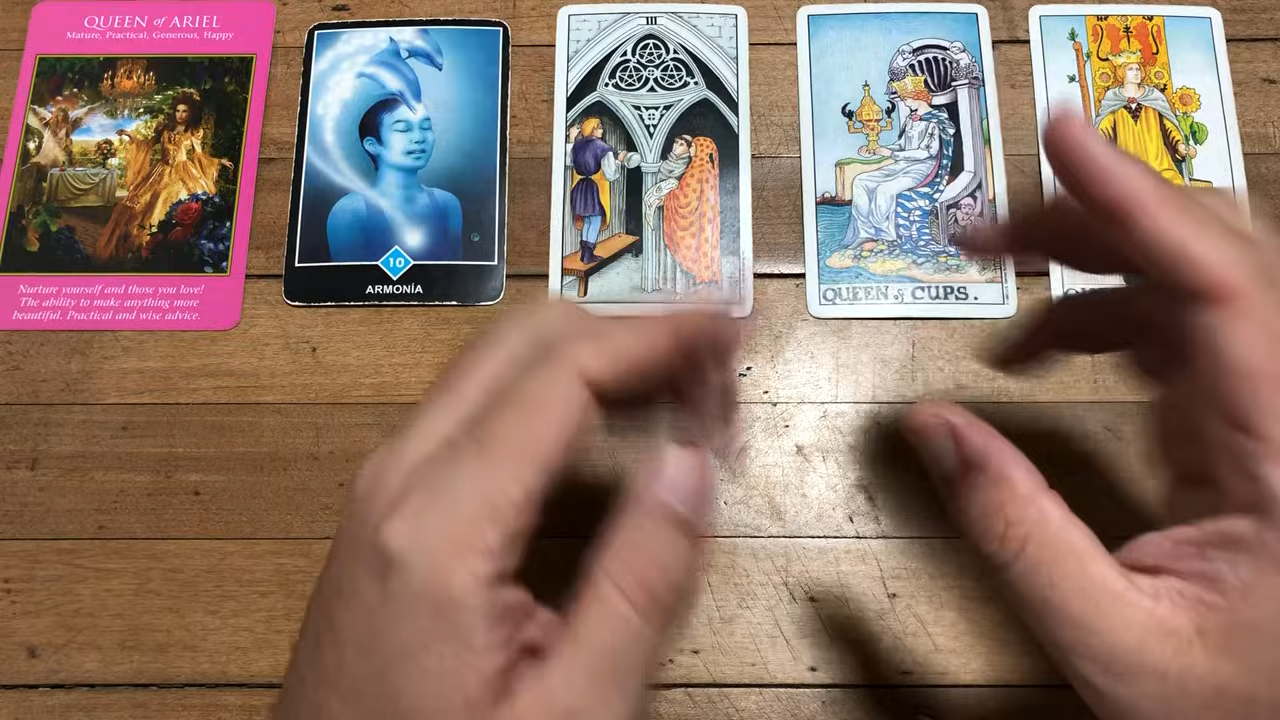 QUEEN of ARIEL
Mature, Practical, Generous, Happy
Nurture yourself and those you love!
The ability to make anything more
beautiful. Practical and wise advice.
10
ARMONÍA
III
QUEEN of CUPS.